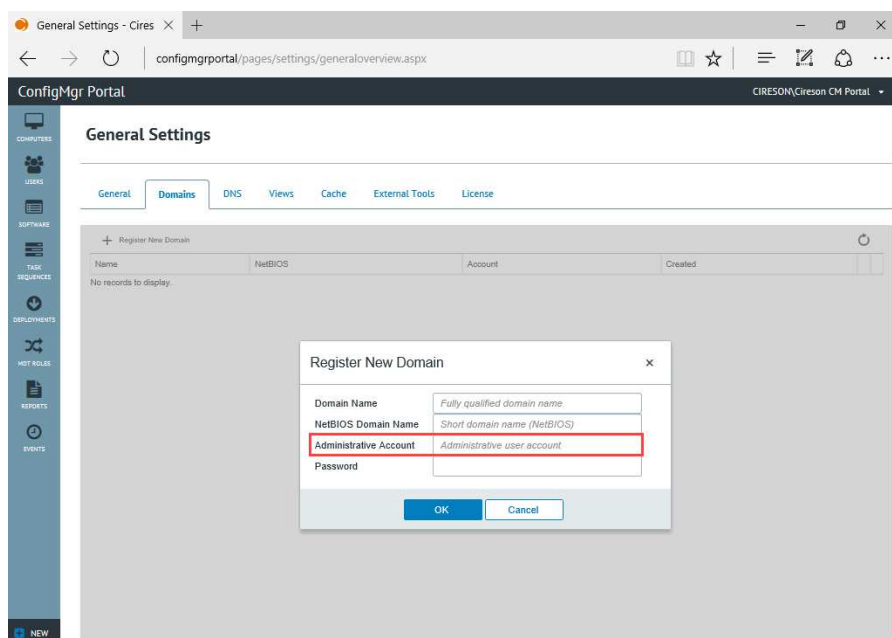 General Settings - Cires
configmgrportal/pages/settings/generaloverview.aspx
ConfigMgr Portal
CIRESON\Cireson CM Portal
COMPUTERS
USERS
SOFTWARE
TASK
SEQUENCES
DEPLOYMENTS
MDT ROLES
REPORTS
EVENTS
NEW
General Settings
General Domains DNS Views Cache External Tools License
Register New Domain
Name NetBIOS Account Created
No records to display.
Register New Domain
Domain Name Fully qualified domain name
NetBIOS Domain Name Short domain name (NetBIOS)
Administrative Account Administrative user account
Password
OK Cancel